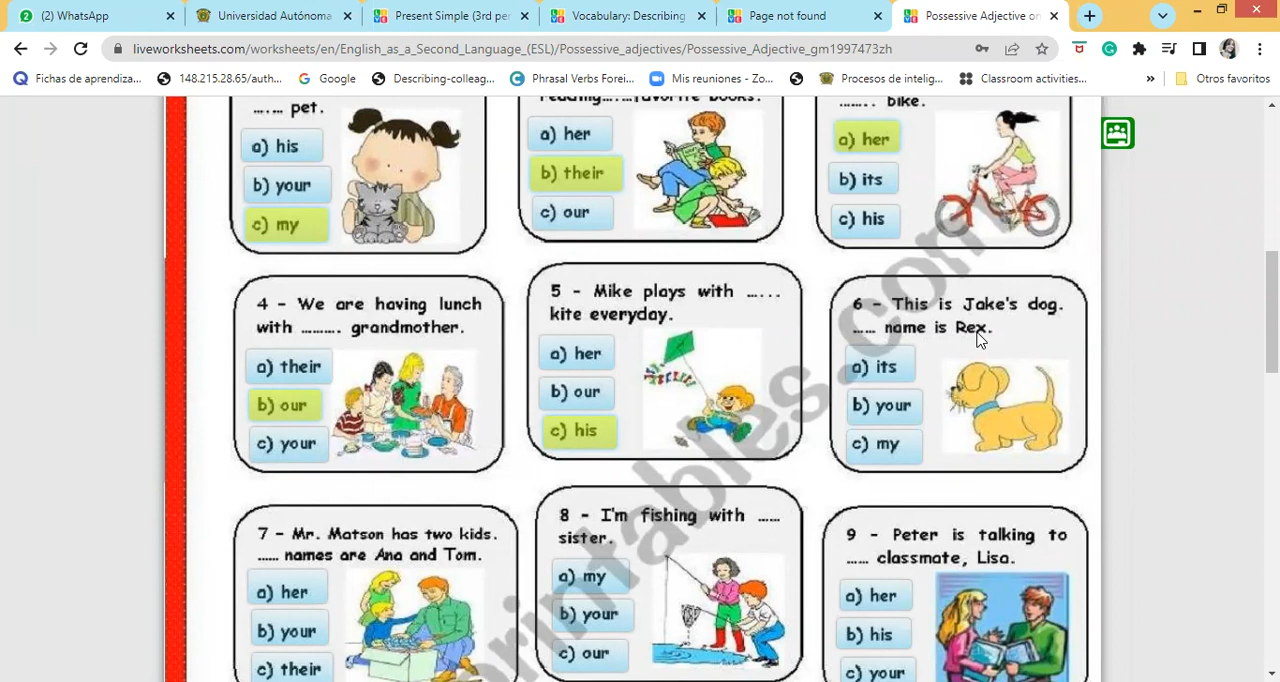 (2) WhatsApp
Universidad Autónoma
Present Simple (3rd per
Vocabulary: Describing
Page not found
Possessive Adjective on
liveworksheets.com/worksheets/en/English_as_a_Second_Language_(ESL)/Possessive_adjectives/Possessive_Adjective_gm1997473zh
Fichas de aprendiza...
148.215.28.65/auth...
Google
Describing-colleag...
Phrasal Verbs Forei...
Mis reuniones - Zo...
Procesos de intelig...
Classroom activities...
»
Otros favoritos
... ... pet.
a) his
b) your
c) my
reading.......favorite books.
a) her
b) their
c) our
........ bike.
a) her
b) its
c) his
4 - We are having lunch
with .......... grandmother.
a) their
b) our
c) your
5 - Mike plays with ......
kite everyday.
a) her
b) our
c) his
6 - This is Jake's dog.
...... name is Rex.
a) its
b) your
c) my
7 - Mr. Matson has two kids.
...... names are Ana and Tom.
a) her
b) your
c) their
8 - I'm fishing with ......
sister.
a) my
b) your
c) our
9 - Peter is talking to
...... classmate, Lisa.
a) her
b) his
c) your
printables.com